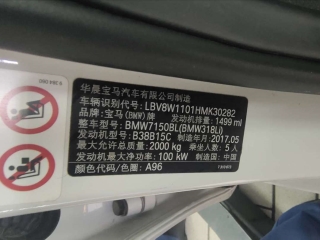 华晨宝马汽车有限公司制造
车辆识别代号: LBV8W1101HMK30282
品牌: 宝马(BMW)牌 发动机排量: 1499 ml
整车型号: BMW7150BL(BMW318Li)
发动机型号: B38B15C 制造年月: 2017.05
最大允许总质量: 2000 kg 乘坐人数: 5 人
发动机最大净功率: 100 kW 制造国: 中国
颜色代码/色圈: A96